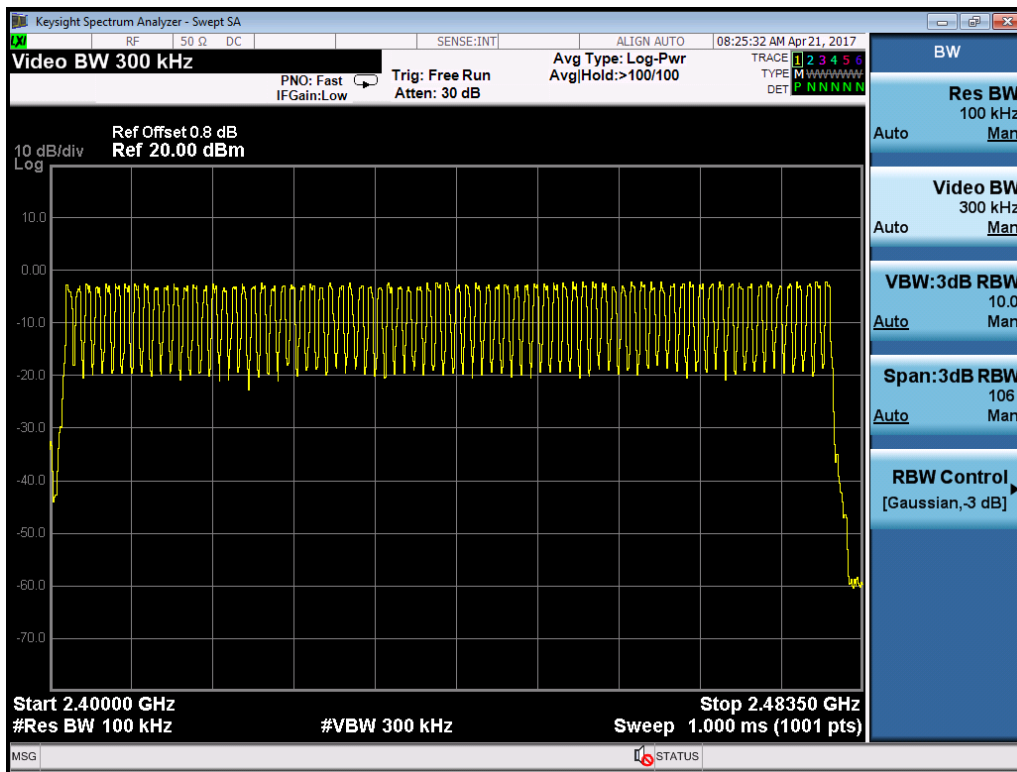 Keysight Spectrum Analyzer - Swept SA
LXI RF 50 Ω DC SENSE:INT ALIGN AUTO 08:25:32 AM Apr 21, 2017
Video BW 300 kHz
PNO: Fast
IFGain:Low
Trig: Free Run
Atten: 30 dB
Avg Type: Log-Pwr
Avg|Hold:>100/100
TRACE 1 2 3 4 5 6
TYPE M WWWWW
DET P N N N N N
Ref Offset 0.8 dB
10 dB/div Ref 20.00 dBm
Log
10.0
0.00
-10.0
-20.0
-30.0
-40.0
-50.0
-60.0
-70.0
Start 2.40000 GHz Stop 2.48350 GHz
#Res BW 100 kHz #VBW 300 kHz Sweep 1.000 ms (1001 pts)
MSG STATUS
BW
Res BW
100 kHz
Auto Man
Video BW
300 kHz
Auto Man
VBW:3dB RBW
10.0
Auto Man
Span:3dB RBW
106
Auto Man
RBW Control
[Gaussian,-3 dB]